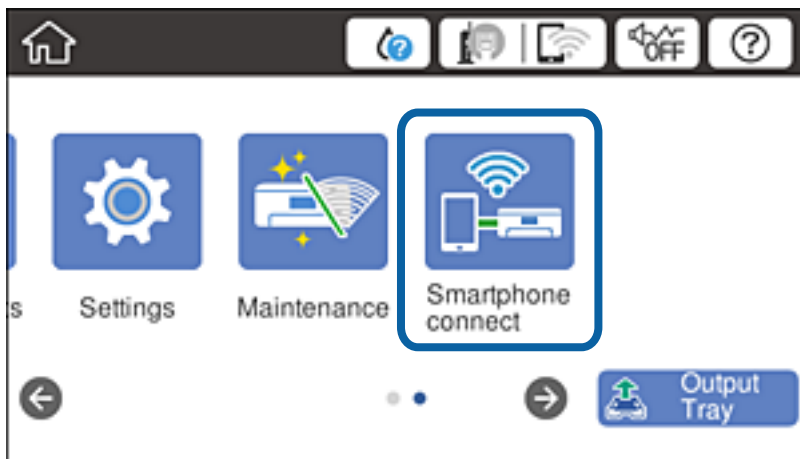 ?
OFF
?
s
Settings
Maintenance
Smartphone
connect
Output
Tray